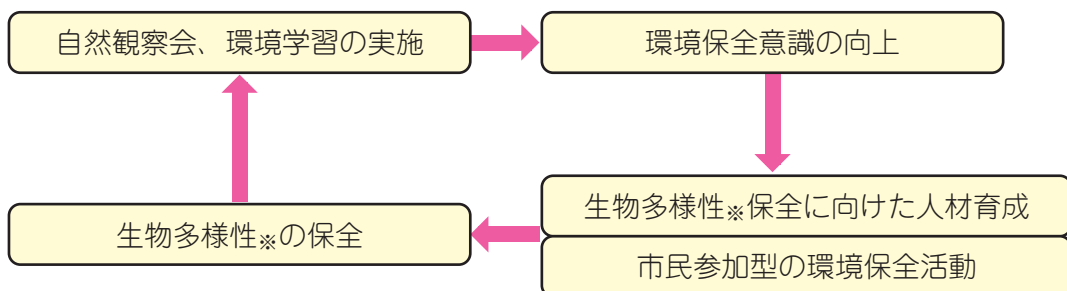 自然観察会、環境学習の実施
環境保全意識の向上
生物多様性※保全に向けた人材育成
市民参加型の環境保全活動
生物多様性※の保全